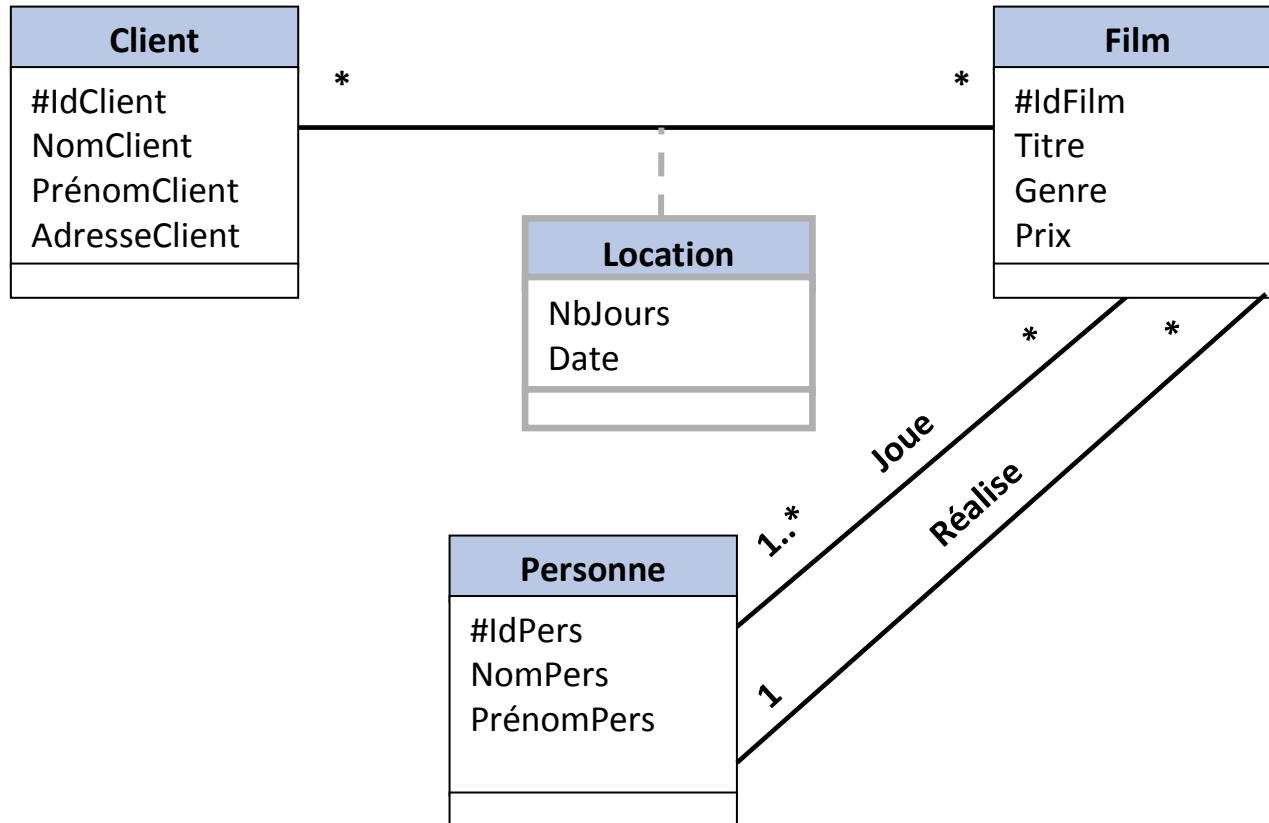 Client
#IdClient
NomClient
PrénomClient
AdresseClient
*
*
Film
#IdFilm
Titre
Genre
Prix
Location
NbJours
Date
*
*
Joue
Réalise
1..*
1
Personne
#IdPers
NomPers
PrénomPers